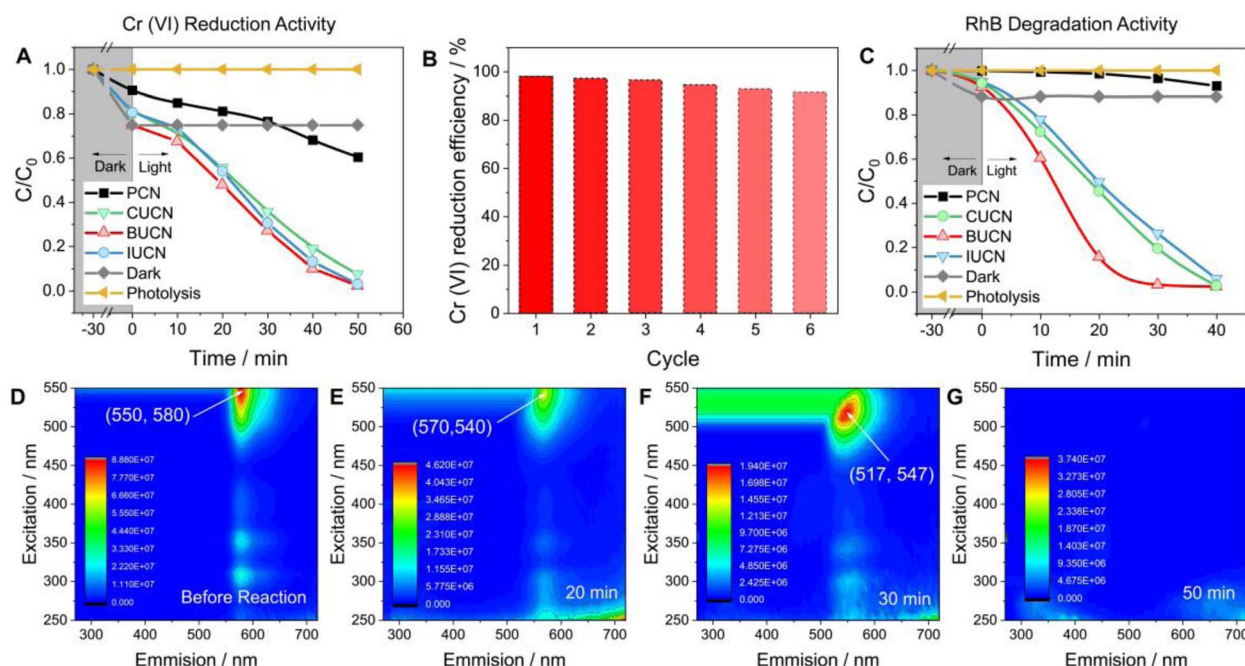 Cr (VI) Reduction Activity
RhB Degradation Activity
A
1.0
0.8
0.6
0.4
0.2
0.0
C/C0
Dark
Light
PCN
CUCN
BUCN
IUCN
Dark
Photolysis
-30
0
10
20
30
40
50
60
Time / min
B
100
80
60
40
20
0
Cr (VI) reduction efficiency / %
1
2
3
4
5
6
Cycle
C
1.0
0.8
0.6
0.4
0.2
0.0
C/C0
Dark
Light
PCN
CUCN
BUCN
IUCN
Dark
Photolysis
-30
0
10
20
30
40
Time / min
D
550
500
450
400
350
300
250
Excitation / nm
(550, 580)
8.880E+07
7.770E+07
6.660E+07
5.550E+07
4.440E+07
3.330E+07
2.220E+07
1.110E+07
0.000
Before Reaction
300
400
500
600
700
Emmision / nm
E
550
500
450
400
350
300
250
Excitation / nm
(570,540)
4.620E+07
4.043E+07
3.465E+07
2.888E+07
2.310E+07
1.733E+07
1.155E+07
5.775E+06
0.000
20 min
300
400
500
600
700
Emmision / nm
F
550
500
450
400
350
300
250
Excitation / nm
(517, 547)
1.940E+07
1.698E+07
1.455E+07
1.213E+07
9.700E+06
7.275E+06
4.850E+06
2.425E+06
0.000
30 min
300
400
500
600
700
Emmision / nm
G
550
500
450
400
350
300
250
Excitation / nm
3.740E+07
3.273E+07
2.805E+07
2.338E+07
1.870E+07
1.403E+07
9.350E+06
4.675E+06
0.000
50 min
300
400
500
600
700
Emmision / nm